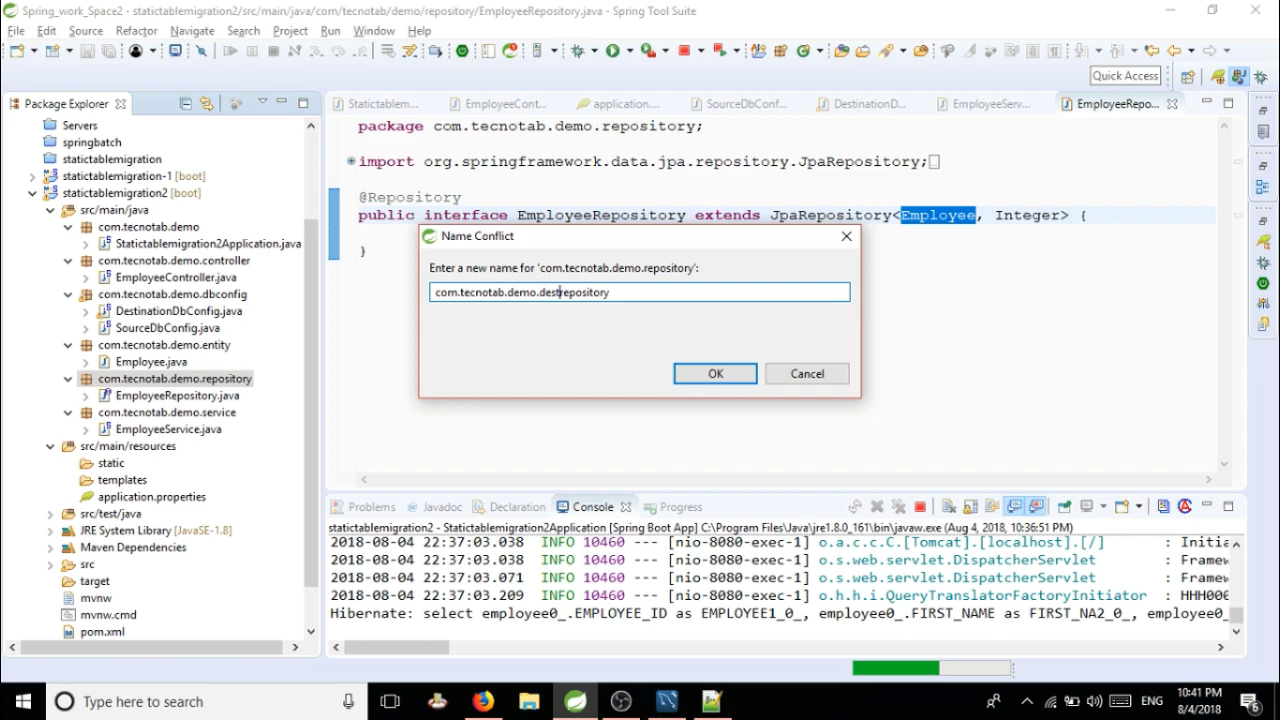 Spring_work_Space2 - statictablemigration2/src/main/java/com/tecnotab/demo/repository/EmployeeRepository.java - Spring Tool Suite
File Edit Source Refactor Navigate Search Project Run Window Help
Quick Access
Package Explorer
Servers
springbatch
statictablemigration
statictablemigration-1 [boot]
statictablemigration2 [boot]
src/main/java
com.tecnotab.demo
Statictablemigration2Application.java
com.tecnotab.demo.controller
EmployeeController.java
com.tecnotab.demo.dbconfig
DestinationDbConfig.java
SourceDbConfig.java
com.tecnotab.demo.entity
Employee.java
com.tecnotab.demo.repository
EmployeeRepository.java
com.tecnotab.demo.service
EmployeeService.java
src/main/resources
static
templates
application.properties
src/test/java
JRE System Library [JavaSE-1.8]
Maven Dependencies
src
target
mvnw
mvnw.cmd
pom.xml
Statictablem... EmployeeCont... application.... SourceDbConf... DestinationD... EmployeeServ... EmployeeRepo...
package com.tecnotab.demo.repository;
import org.springframework.data.jpa.repository.JpaRepository;
@Repository
public interface EmployeeRepository extends JpaRepository<Employee, Integer> {
}
Name Conflict
Enter a new name for 'com.tecnotab.demo.repository':
com.tecnotab.demo.destrepository
OK Cancel
Problems Javadoc Declaration Console Progress
statictablemigration2 - Statictablemigration2Application [Spring Boot App] C:\Program Files\Java\jre1.8.0_161\bin\javaw.exe (Aug 4, 2018, 10:36:51 PM)
2018-08-04 22:37:03.038 INFO 10460 --- [nio-8080-exec-1] o.a.c.c.C.[Tomcat].[localhost].[/] : Initia
2018-08-04 22:37:03.038 INFO 10460 --- [nio-8080-exec-1] o.s.web.servlet.DispatcherServlet : Framew
2018-08-04 22:37:03.071 INFO 10460 --- [nio-8080-exec-1] o.s.web.servlet.DispatcherServlet : Framew
2018-08-04 22:37:03.209 INFO 10460 --- [nio-8080-exec-1] o.h.h.i.QueryTranslatorFactoryInitiator : HHH000
Hibernate: select employee0_.EMPLOYEE_ID as EMPLOYEE1_0_, employee0_.FIRST_NAME as FIRST_NA2_0_, employee0_
Type here to search
ENG
10:41 PM
8/4/2018
6